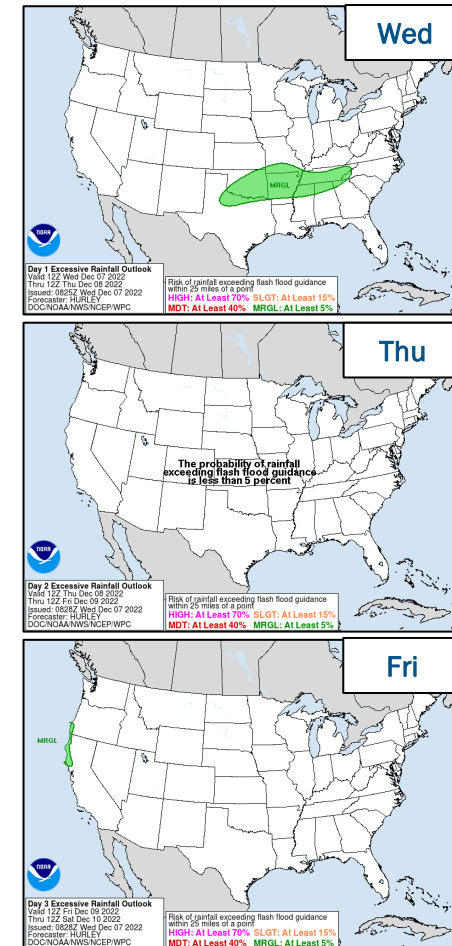 Wed
MRGL
NOAA
Day 1 Excessive Rainfall Outlook
Valid 12Z Wed Dec 07 2022
Thru 12Z Thu Dec 08 2022
Issued: 0825Z Wed Dec 07 2022
Forecaster: HURLEY
DOC/NOAA/NWS/NCEP/WPC
Risk of rainfall exceeding flash flood guidance
within 25 miles of a point
HIGH: At Least 70% SLGT: At Least 15%
MDT: At Least 40% MRGL: At Least 5%
Thu
The probability of rainfall
exceeding flash flood guidance
is less than 5 percent
NOAA
Day 2 Excessive Rainfall Outlook
Valid 12Z Thu Dec 08 2022
Thru 12Z Fri Dec 09 2022
Issued: 0828Z Wed Dec 07 2022
Forecaster: HURLEY
DOC/NOAA/NWS/NCEP/WPC
Risk of rainfall exceeding flash flood guidance
within 25 miles of a point
HIGH: At Least 70% SLGT: At Least 15%
MDT: At Least 40% MRGL: At Least 5%
Fri
MRGL
NOAA
Day 3 Excessive Rainfall Outlook
Valid 12Z Fri Dec 09 2022
Thru 12Z Sat Dec 10 2022
Issued: 0828Z Wed Dec 07 2022
Forecaster: HURLEY
DOC/NOAA/NWS/NCEP/WPC
Risk of rainfall exceeding flash flood guidance
within 25 miles of a point
HIGH: At Least 70% SLGT: At Least 15%
MDT: At Least 40% MRGL: At Least 5%